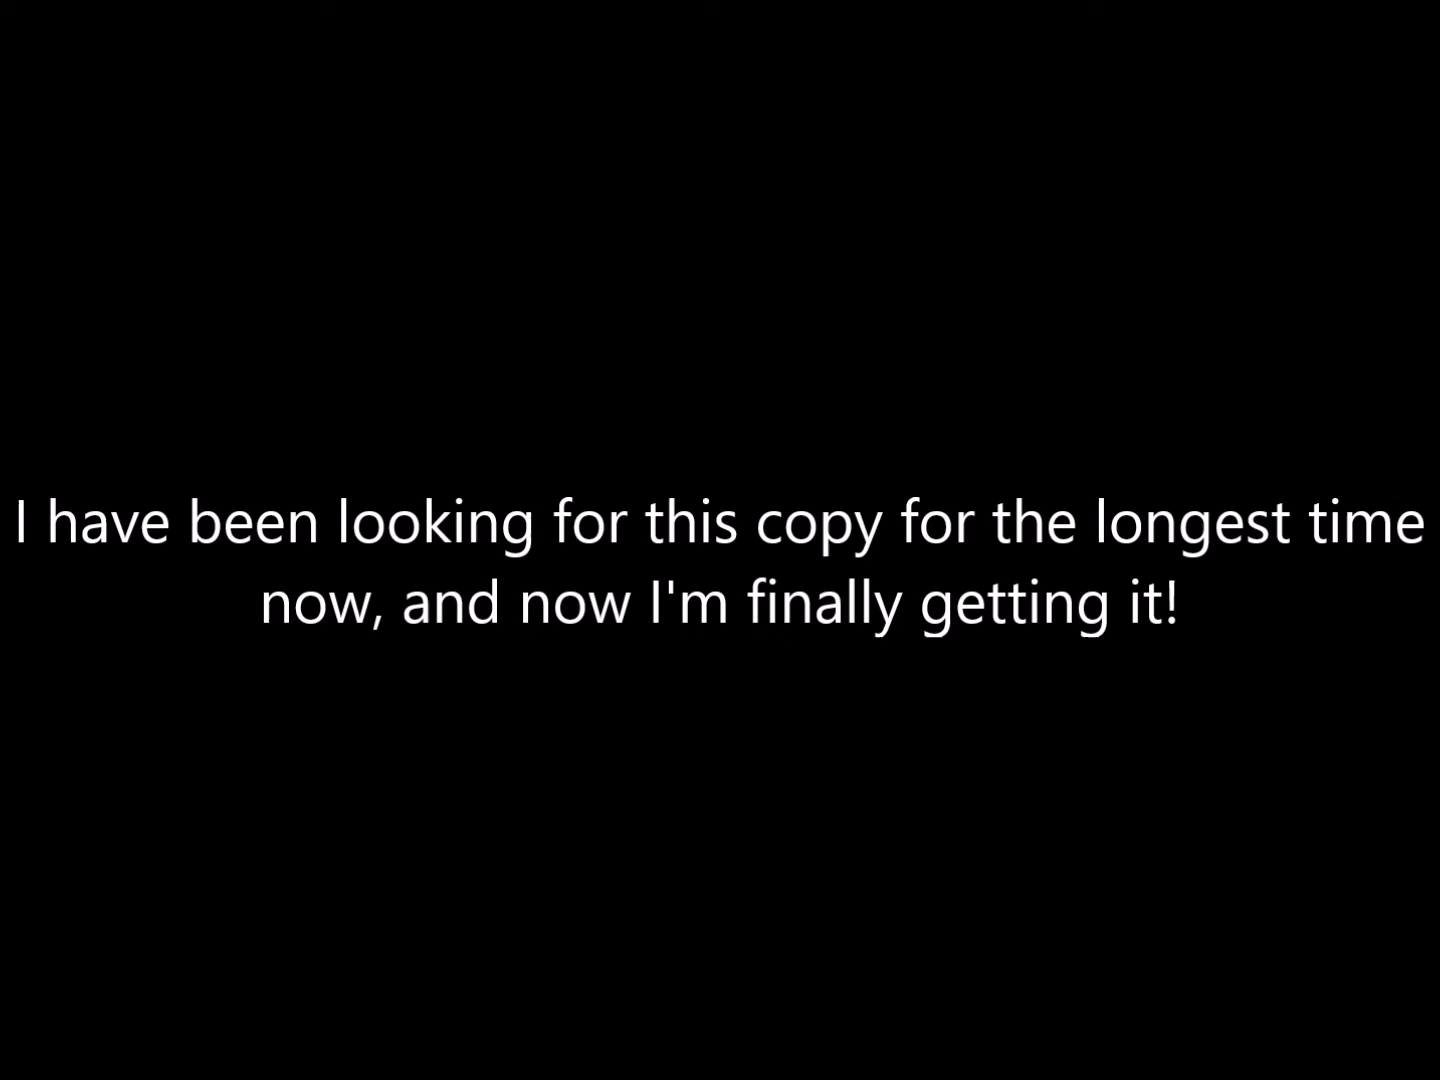 I have been looking for this copy for the longest time
now, and now I'm finally getting it!